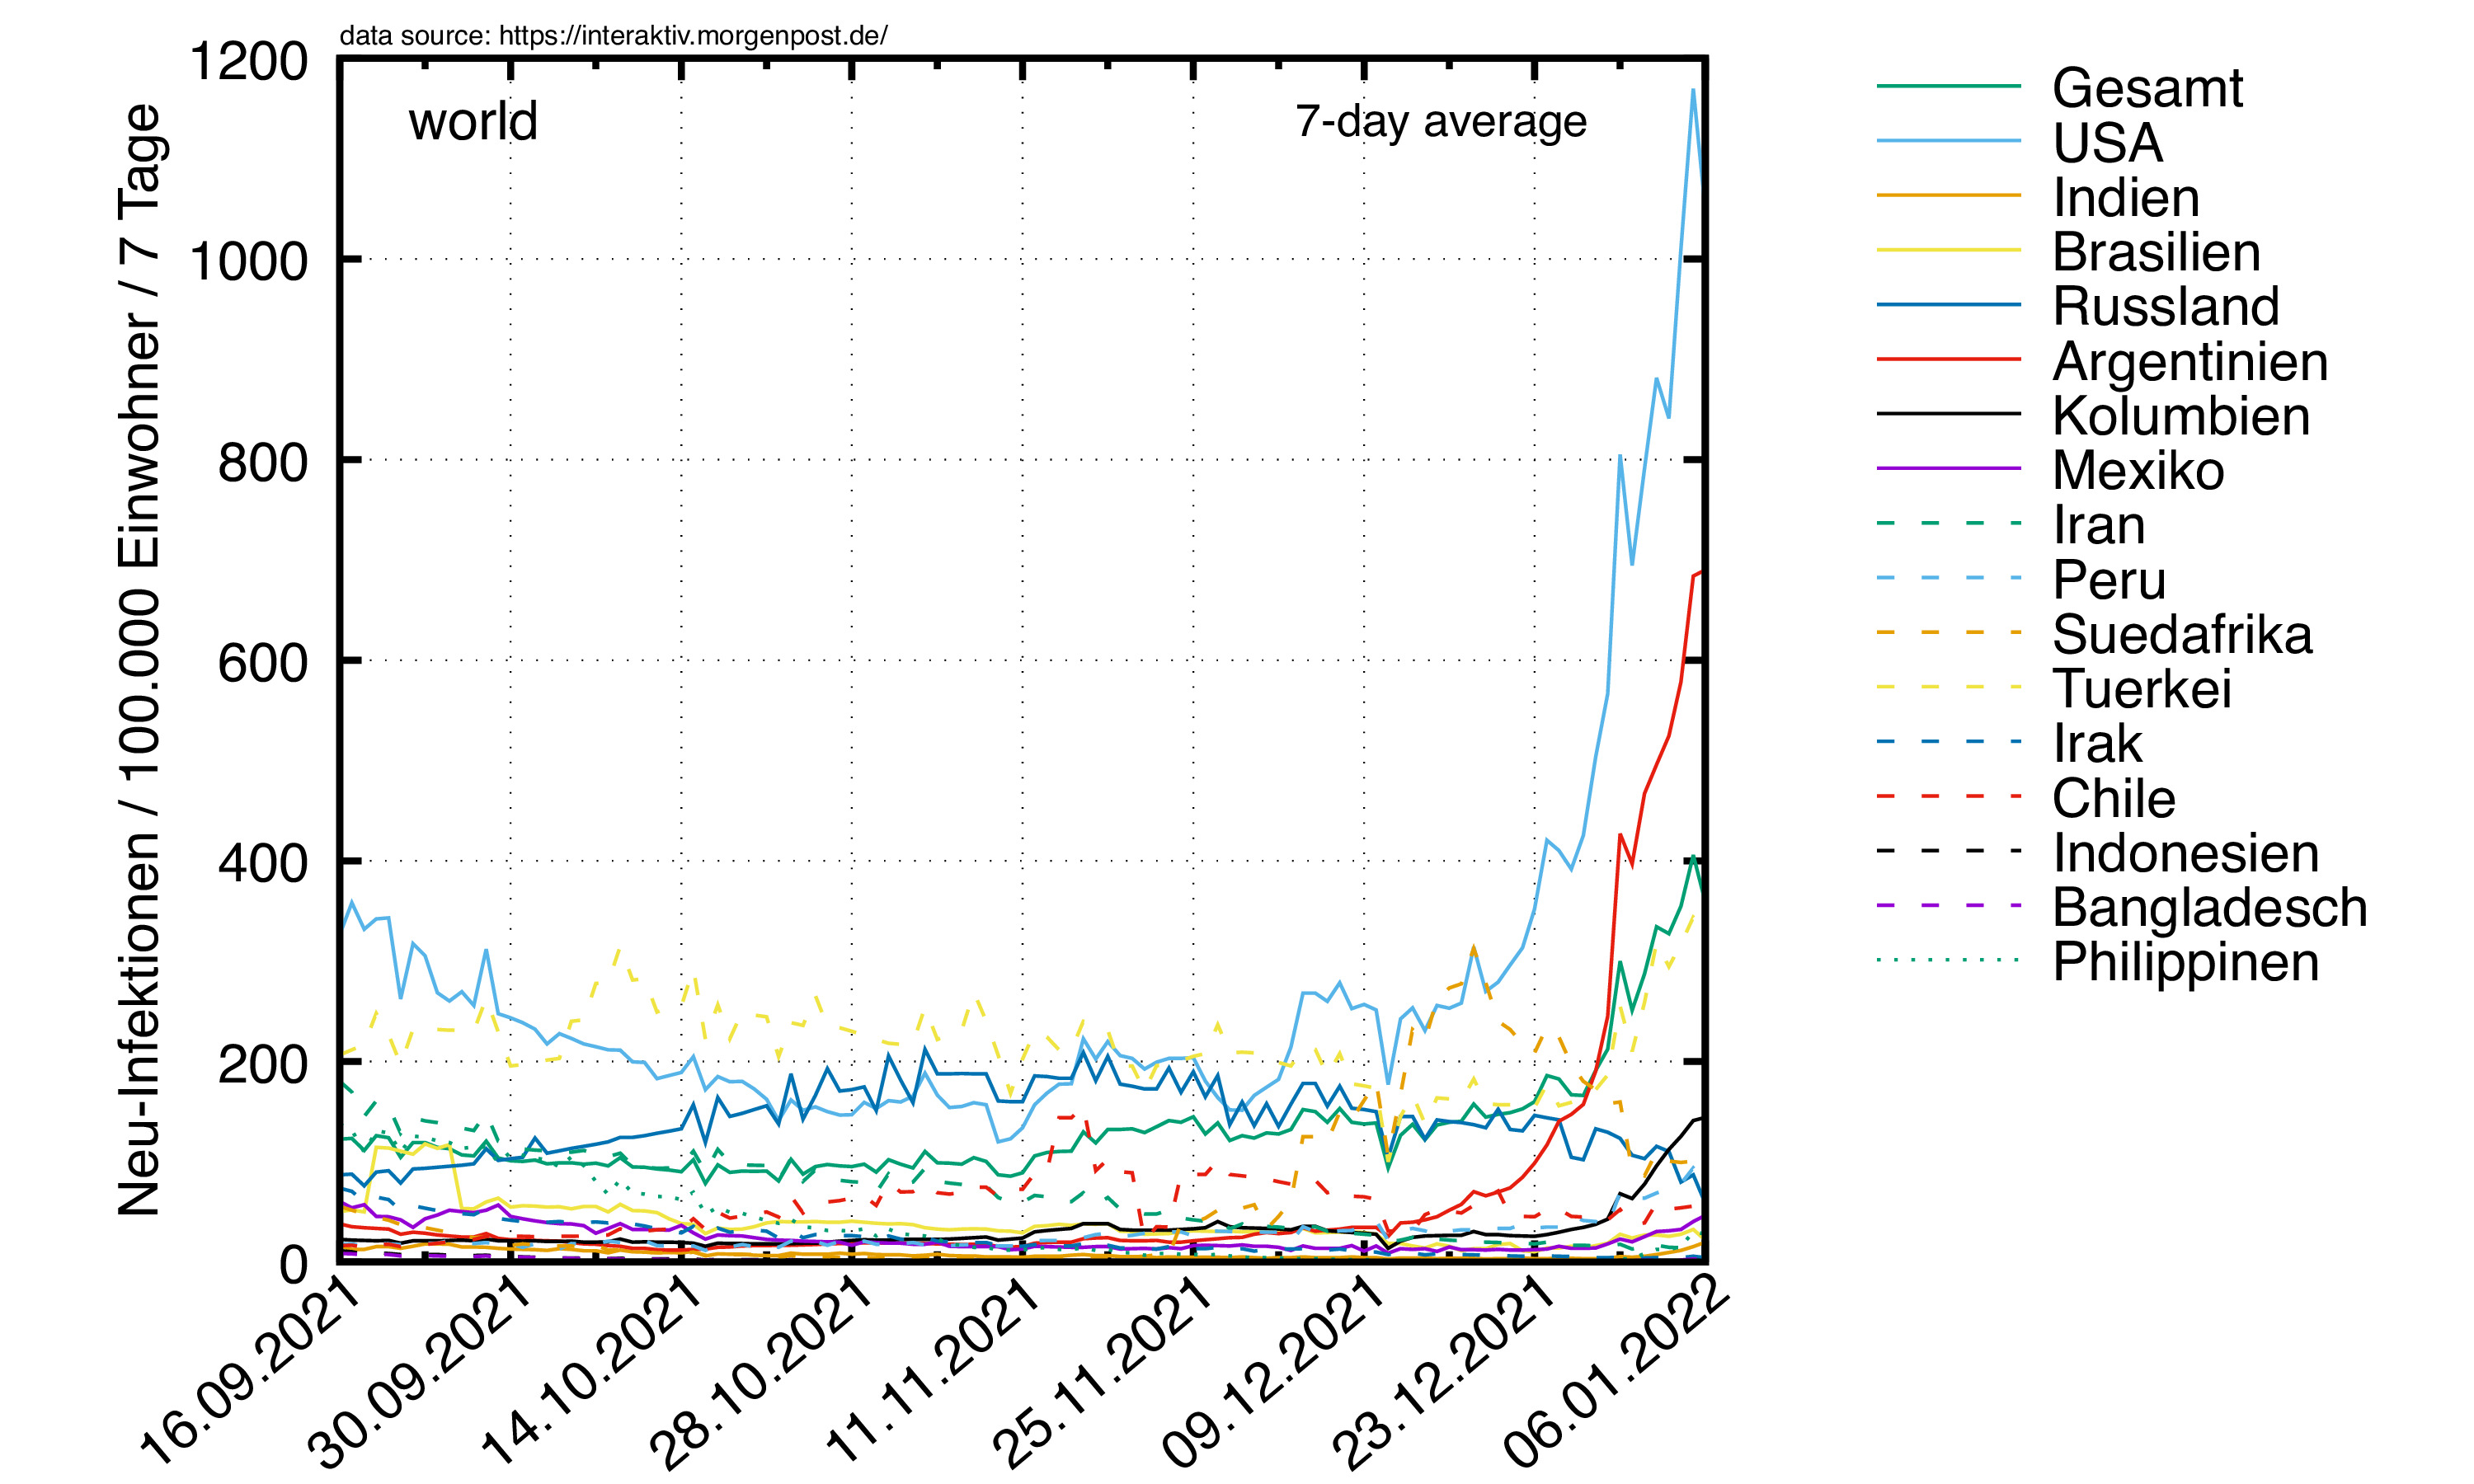 data source: https://interaktiv.morgenpost.de/
world
7-day average
Neu-Infektionen / 100.000 Einwohner / 7 Tage
1200
1000
800
600
400
200
0
16.09.2021
30.09.2021
14.10.2021
28.10.2021
11.11.2021
25.11.2021
09.12.2021
23.12.2021
06.01.2022
Gesamt
USA
Indien
Brasilien
Russland
Argentinien
Kolumbien
Mexiko
Iran
Peru
Suedafrika
Tuerkei
Irak
Chile
Indonesien
Bangladesch
Philippinen